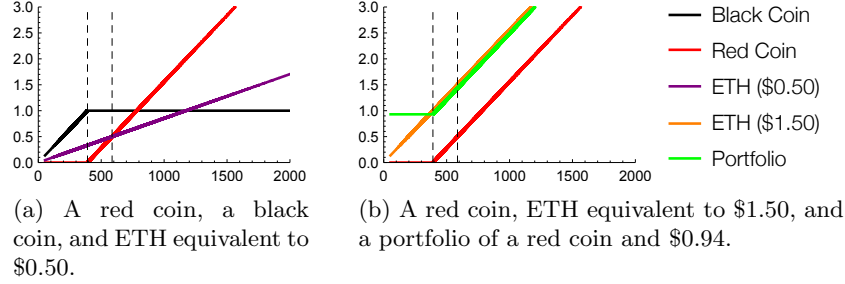 3.0
2.5
2.0
1.5
1.0
0.5
0.0
0 500 1000 1500 2000
3.0
2.5
2.0
1.5
1.0
0.5
0.0
0 500 1000 1500 2000
Black Coin
Red Coin
ETH ($0.50)
ETH ($1.50)
Portfolio
(a) A red coin, a black
coin, and ETH equivalent to
$0.50.
(b) A red coin, ETH equivalent to $1.50, and
a portfolio of a red coin and $0.94.